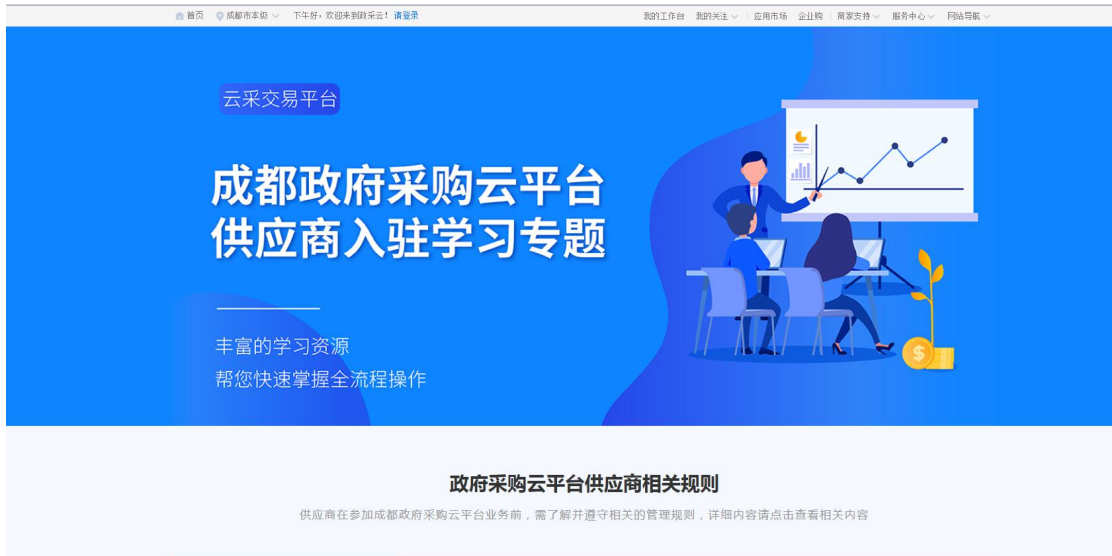 首页 成都市本级 下午好，欢迎来到政采云！ 请登录 我的工作台 我的关注 应用市场 企业购 商家支持 服务中心 网站导航
云采交易平台
成都政府采购云平台
供应商入驻学习专题
丰富的学习资源
帮您快速掌握全流程操作
政府采购云平台供应商相关规则
供应商在参加成都政府采购云平台业务前，需了解并遵守相关的管理规则，详细内容请点击查看相关内容